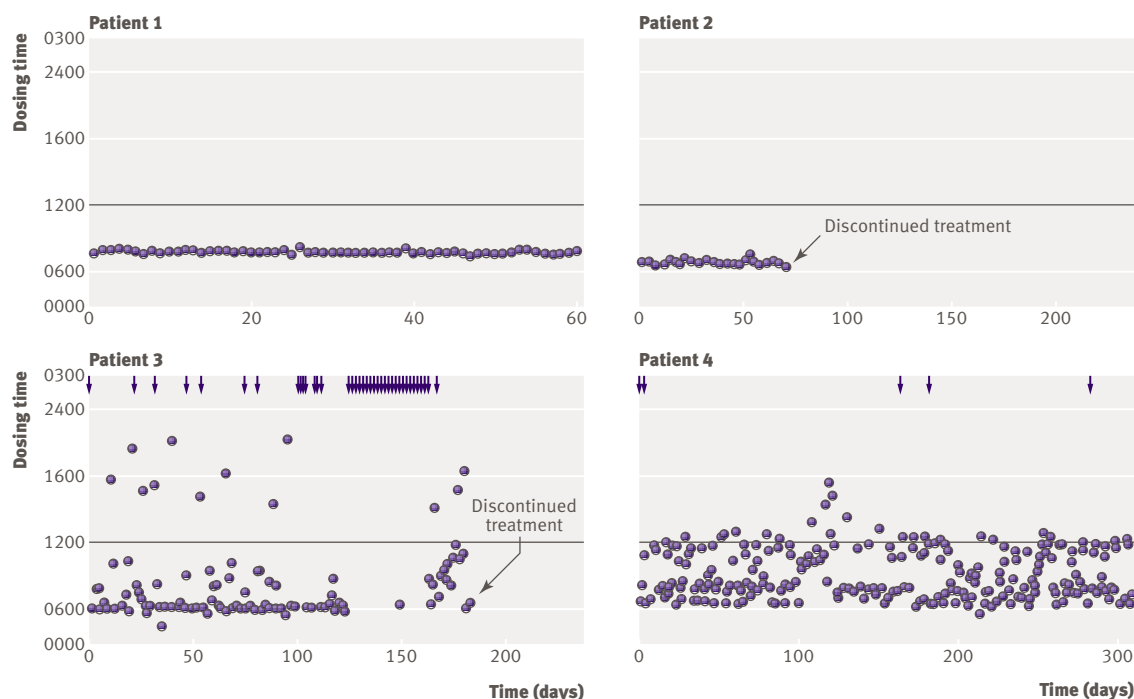 Patient 1
Dosing time
0300
2400
1600
1200
0600
0000
0
20
40
60
Patient 2
Discontinued treatment
0
50
100
150
200
Patient 3
Dosing time
0300
2400
1600
1200
0600
0000
Discontinued
treatment
0
50
100
150
200
Time (days)
Patient 4
0
100
200
300
Time (days)